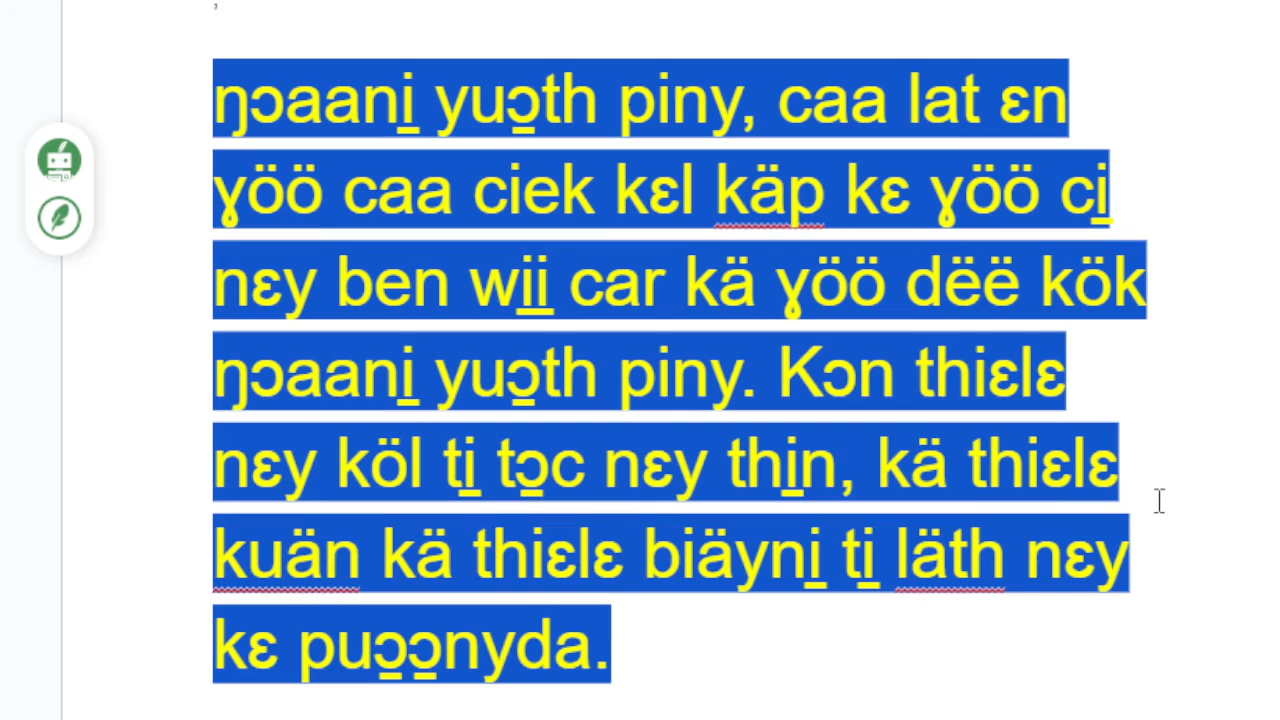 ŋɔaani̱ yuɔ̱th piny, caa lat ɛn
ɣöö caa ciek kɛl käp kɛ ɣöö ci̱
nɛy ben wi̱i̱ car kä ɣöö dëë kök
ŋɔaani̱ yuɔ̱th piny. Kɔn thiɛlɛ
nɛy köl ti̱ tɔ̱c nɛy thi̱n, kä thiɛlɛ
kuän kä thiɛlɛ biäyni̱ ti̱ läth nɛy
kɛ puɔ̱ɔ̱nyda.